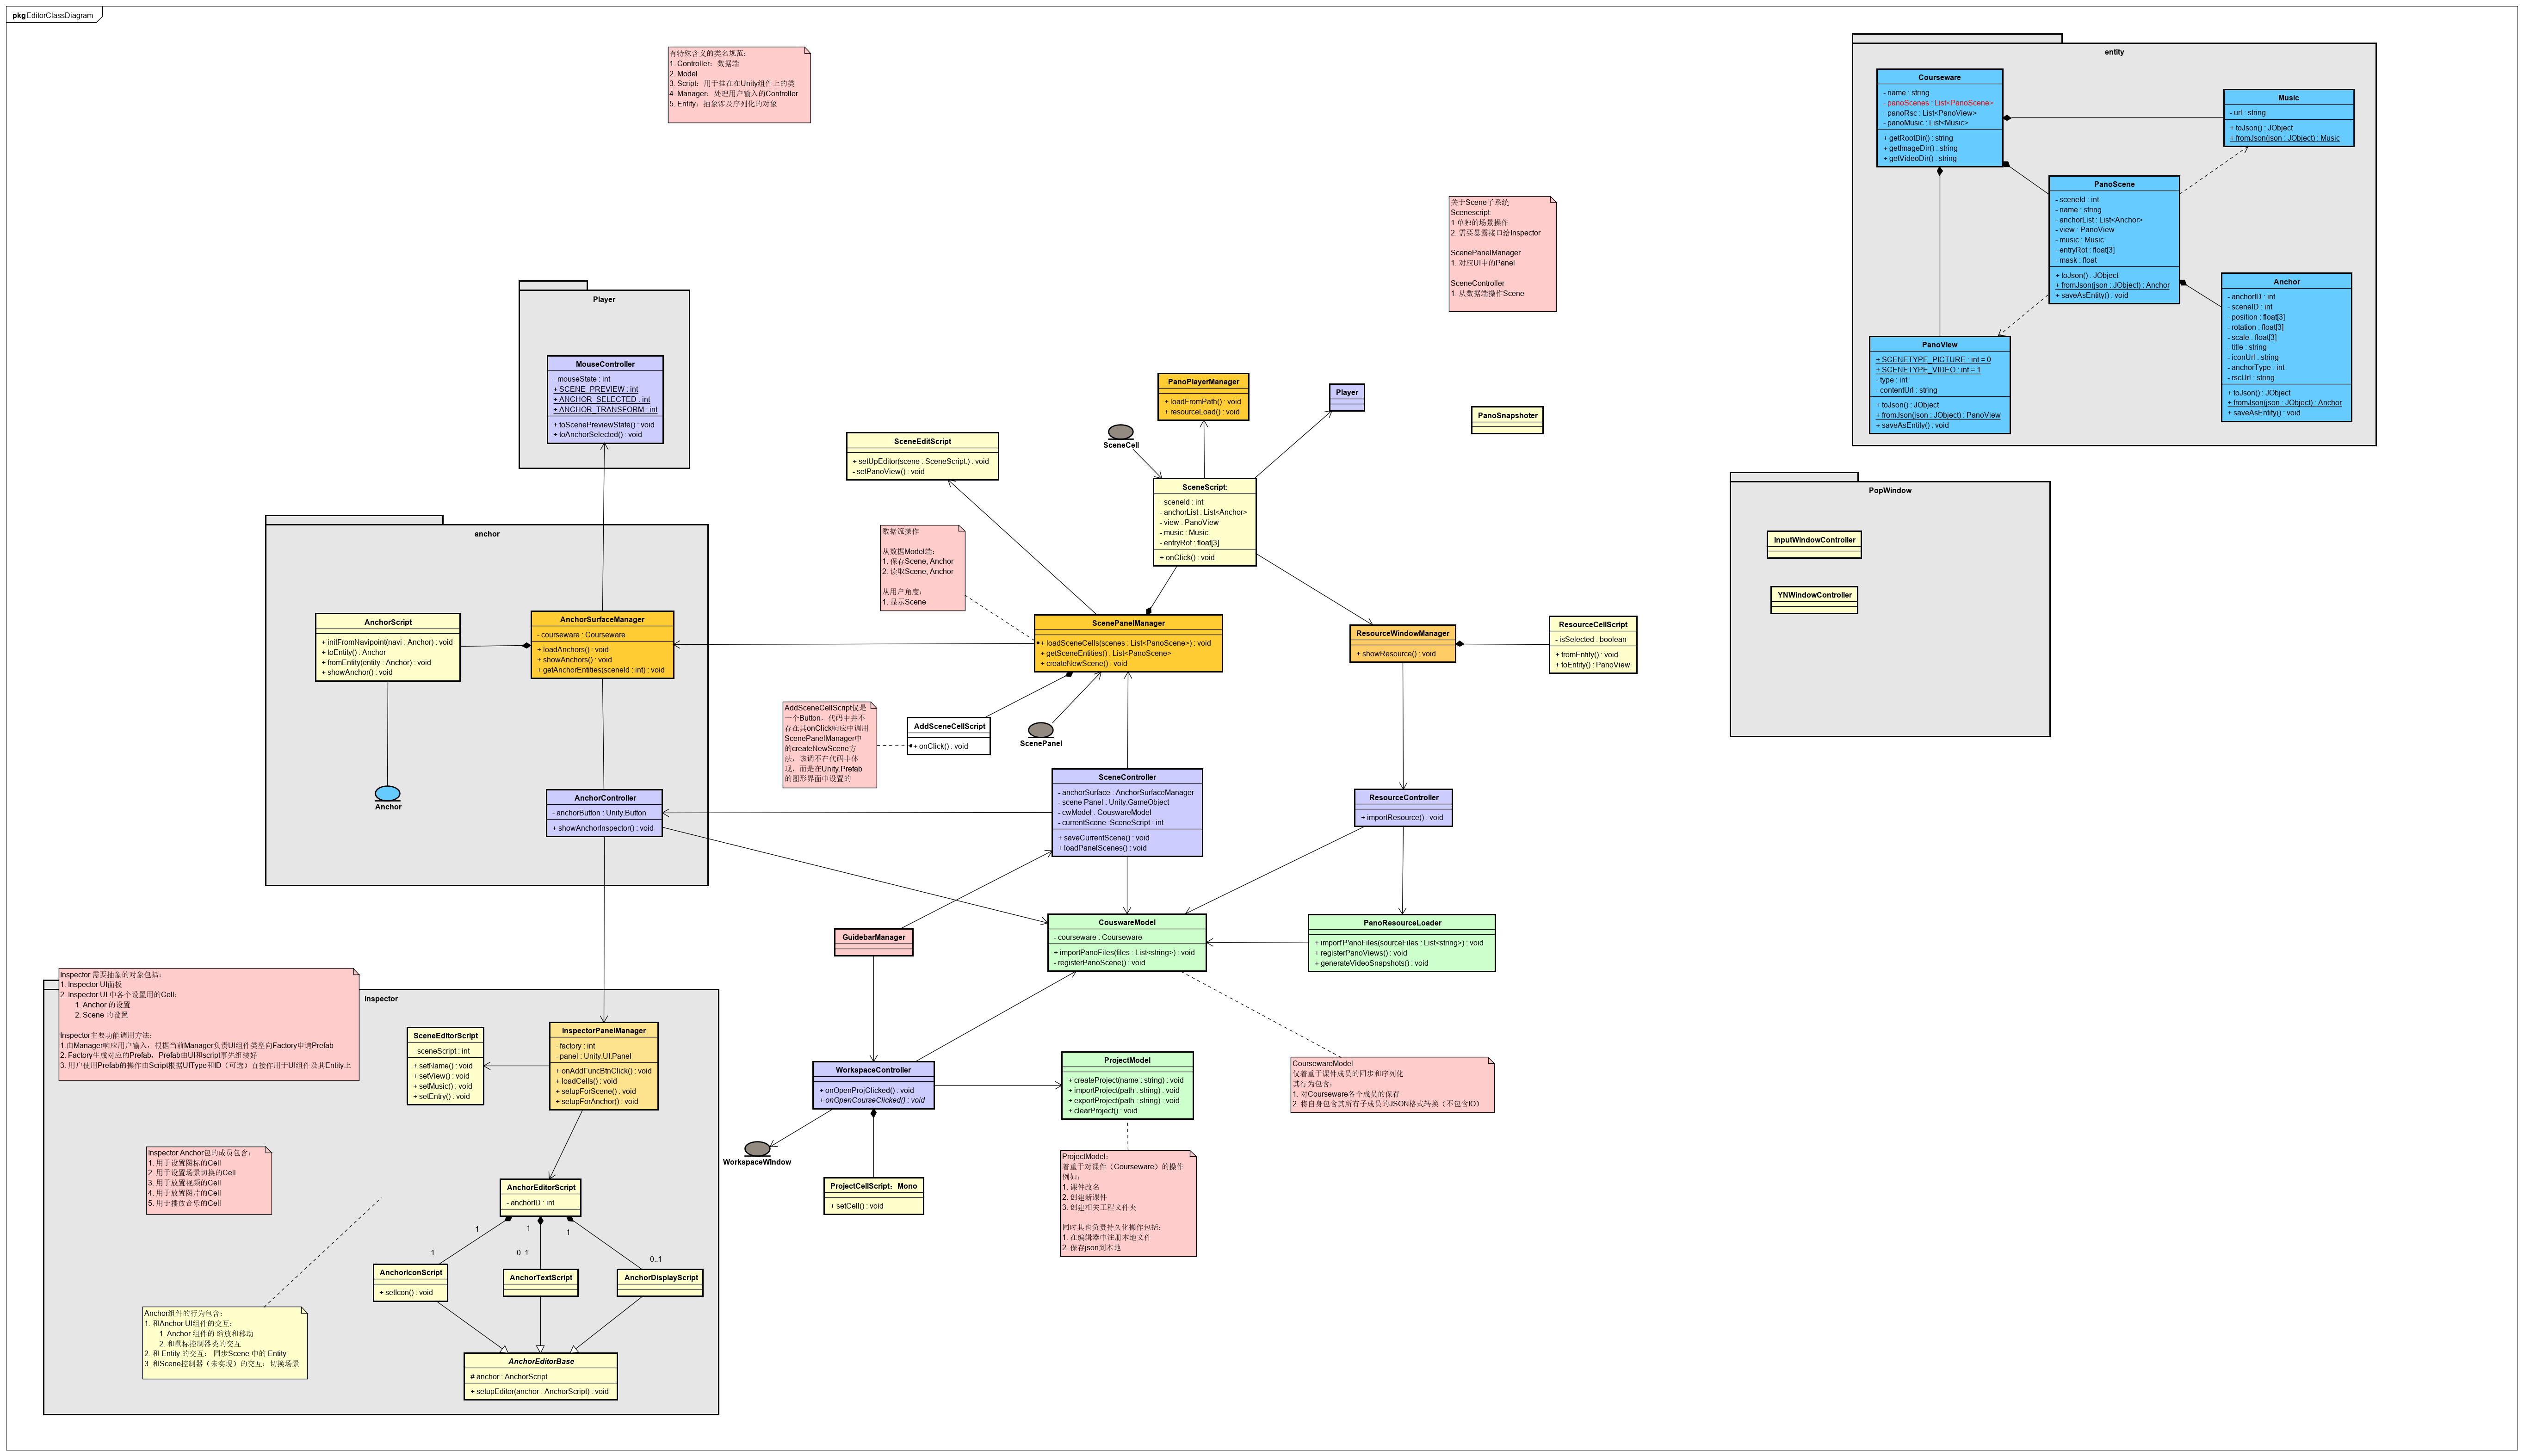 pkg EditorClassDiagram
有特殊含义的类名规范：
1. Controller：数据端
2. Model
3. Script：用于挂在在Unity组件上的类
4. Manager：处理用户输入的Controller
5. Entity：抽象涉及序列化的对象
entity
Courseware
- name : string
- panoScenes : List<PanoScene>
- panoRsc : List<PanoView>
- panoMusic : List<Music>
+ getRootDir() : string
+ getImageDir() : string
+ getVideoDir() : string
Music
- url : string
+ toJson() : JObject
+ fromJson(json : JObject) : Music
PanoScene
- sceneId : int
- name : string
- anchorList : List<Anchor>
- view : PanoView
- music : Music
- entryRot : float[3]
- mask : float
+ toJson() : JObject
+ fromJson(json : JObject) : Anchor
+ saveAsEntity() : void
Anchor
- anchorID : int
- sceneID : int
- position : float[3]
- rotation : float[3]
- scale : float[3]
- title : string
- iconUrl : string
- anchorType : int
- rscUrl : string
+ toJson() : JObject
+ fromJson(json : JObject) : Anchor
+ saveAsEntity() : void
PanoView
+ SCENETYPE_PICTURE : int = 0
+ SCENETYPE_VIDEO : int = 1
- type : int
- contentUrl : string
+ toJson() : JObject
+ fromJson(json : JObject) : PanoView
+ saveAsEntity() : void
关于Scene子系统
Scenescript:
1.单独的场景操作
2. 需要暴露接口给Inspector
ScenePanelManager
1. 对应UI中的Panel
SceneController
1. 从数据端操作Scene
Player
MouseController
- mouseState : int
+ SCENE_PREVIEW : int
+ ANCHOR_SELECTED : int
+ ANCHOR_TRANSFORM : int
+ toScenePreviewState() : void
+ toAnchorSelected() : void
PanoPlayerManager
+ loadFromPath() : void
+ resourceLoad() : void
Player
PanoSnapshoter
SceneEditScript
+ setUpEditor(scene : SceneScript:) : void
- setPanoView() : void
SceneCell
SceneScript:
- sceneId : int
- anchorList : List<Anchor>
- view : PanoView
- music : Music
- entryRot : float[3]
+ onClick() : void
PopWindow
InputWindowController
YNWindowController
数据流操作
从数据Model端：
1. 保存Scene, Anchor
2. 读取Scene, Anchor
从用户角度：
1. 显示Scene
anchor
AnchorScript
+ initFromNavipoint(navi : Anchor) : void
+ toEntity() : Anchor
+ fromEntity(entity : Anchor) : void
+ showAnchor() : void
AnchorSurfaceManager
- courseware : Courseware
+ loadAnchors() : void
+ showAnchors() : void
+ getAnchorEntities(sceneId : int) : void
ScenePanelManager
+ loadSceneCells(scenes : List<PanoScene>) : void
+ getSceneEntities() : List<PanoScene>
+ createNewScene() : void
ResourceWindowManager
+ showResource() : void
ResourceCellScript
- isSelected : boolean
+ fromEntity() : void
+ toEntity() : PanoView
AddSceneCellScript仅是
一个Button，代码中并不
存在其onClick响应中调用
ScenePanelManager中
的createNewScene方
法，该调不在代码中体
现，而是在Unity.Prefab
的图形界面中设置的
AddSceneCellScript
+ onClick() : void
ScenePanel
Anchor
AnchorController
- anchorButton : Unity.Button
+ showAnchorInspector() : void
SceneController
- anchorSurface : AnchorSurfaceManager
- scene Panel : Unity.GameObject
- cwModel : CouswareModel
- currentScene :SceneScript : int
+ saveCurrentScene() : void
+ loadPanelScenes() : void
ResourceController
+ importResource() : void
GuidebarManager
CouswareModel
- courseware : Courseware
+ importPanoFiles(files : List<string>) : void
- registerPanoScene() : void
PanoResourceLoader
+ import'P'anoFiles(sourceFiles : List<string>) : void
+ registerPanoViews() : void
+ generateVideoSnapshots() : void
Inspector 需要抽象的对象包括：
1. Inspector UI面板
2. Inspector UI 中各个设置用的Cell：
1. Anchor 的设置
2. Scene 的设置
Inspector主要功能调用方法：
1.由Manager响应用户输入，根据当前Manager负责UI组件类型向Factory申请Prefab
2. Factory生成对应的Prefab，Prefab由UI和script事先组装好
3. 用户使用Prefab的操作由Script根据UIType和ID（可选）直接作用于UI组件及其Entity上
Inspector
SceneEditorScript
- sceneScript : int
+ setName() : void
+ setView() : void
+ setMusic() : void
+ setEntry() : void
InspectorPanelManager
- factory : int
- panel : Unity.UI.Panel
+ onAddFuncBtnClick() : void
+ loadCells() : void
+ setupForScene() : void
+ setupForAnchor() : void
WorkspaceController
+ onOpenProjClicked() : void
+ onOpenCourseClicked() : void
ProjectModel
+ createProject(name : string) : void
+ importProject(path : string) : void
+ exportProject(path : string) : void
+ clearProject() : void
CoursewareModel
仅着重于课件成员的同步和序列化
其行为包含：
1. 对Courseware各个成员的保存
2. 将自身包含其所有子成员的JSON格式转换（不包含IO）
WorkspaceWIndow
ProjectCellScript：Mono
+ setCell() : void
ProjectModel：
着重于对课件（Courseware）的操作
例如：
1. 课件改名
2. 创建新课件
3. 创建相关工程文件夹
同时其也负责持久化操作包括：
1. 在编辑器中注册本地文件
2. 保存json到本地
Inspector.Anchor包的成员包含：
1. 用于设置图标的Cell
2. 用于设置场景切换的Cell
3. 用于放置视频的Cell
4. 用于放置图片的Cell
5. 用于播放音乐的Cell
AnchorEditorScript
- anchorID : int
1
1
1
1
0..1
0..1
AnchorIconScript
+ setIcon() : void
AnchorTextScript
AnchorDisplayScript
Anchor组件的行为包含：
1. 和Anchor UI组件的交互：
1. Anchor 组件的 缩放和移动
2. 和鼠标控制器类的交互
2. 和 Entity 的交互： 同步Scene 中的 Entity
3. 和Scene控制器（未实现）的交互：切换场景
AnchorEditorBase
# anchor : AnchorScript
+ setupEditor(anchor : AnchorScript) : void